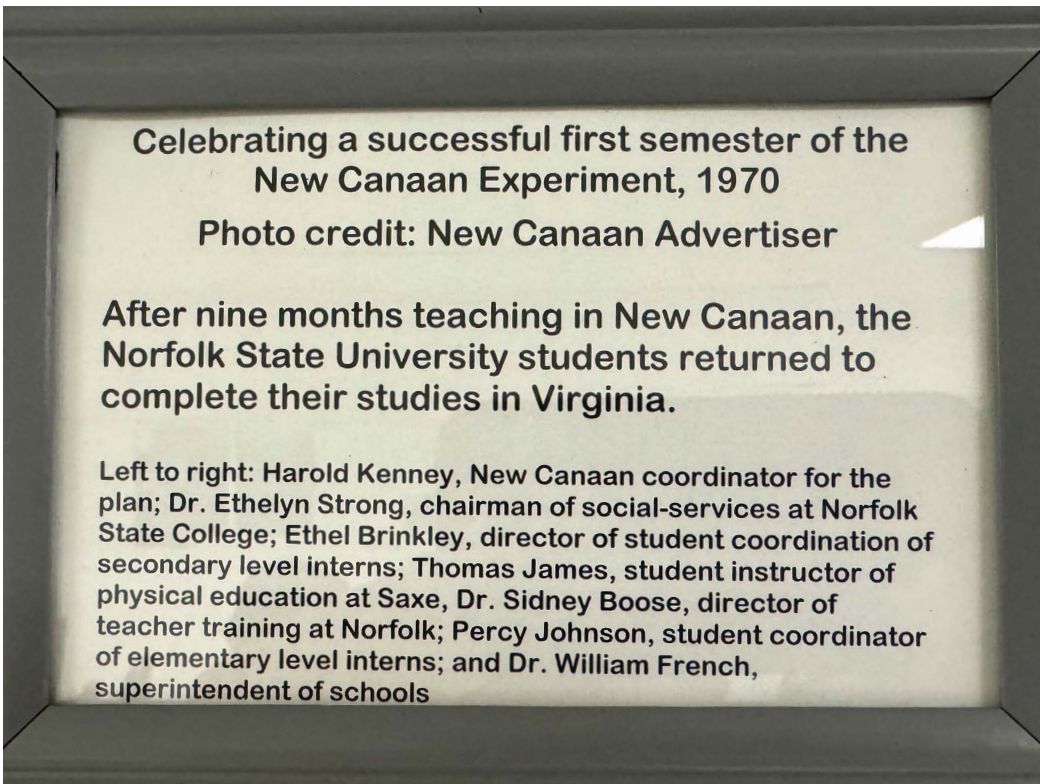 Celebrating a successful first semester of the
New Canaan Experiment, 1970
Photo credit: New Canaan Advertiser
After nine months teaching in New Canaan, the
Norfolk State University students returned to
complete their studies in Virginia.
Left to right: Harold Kenney, New Canaan coordinator for the
plan; Dr. Ethelyn Strong, chairman of social-services at Norfolk
State College; Ethel Brinkley, director of student coordination of
secondary level interns; Thomas James, student instructor of
physical education at Saxe, Dr. Sidney Boose, director of
teacher training at Norfolk; Percy Johnson, student coordinator
of elementary level interns; and Dr. William French,
superintendent of schools